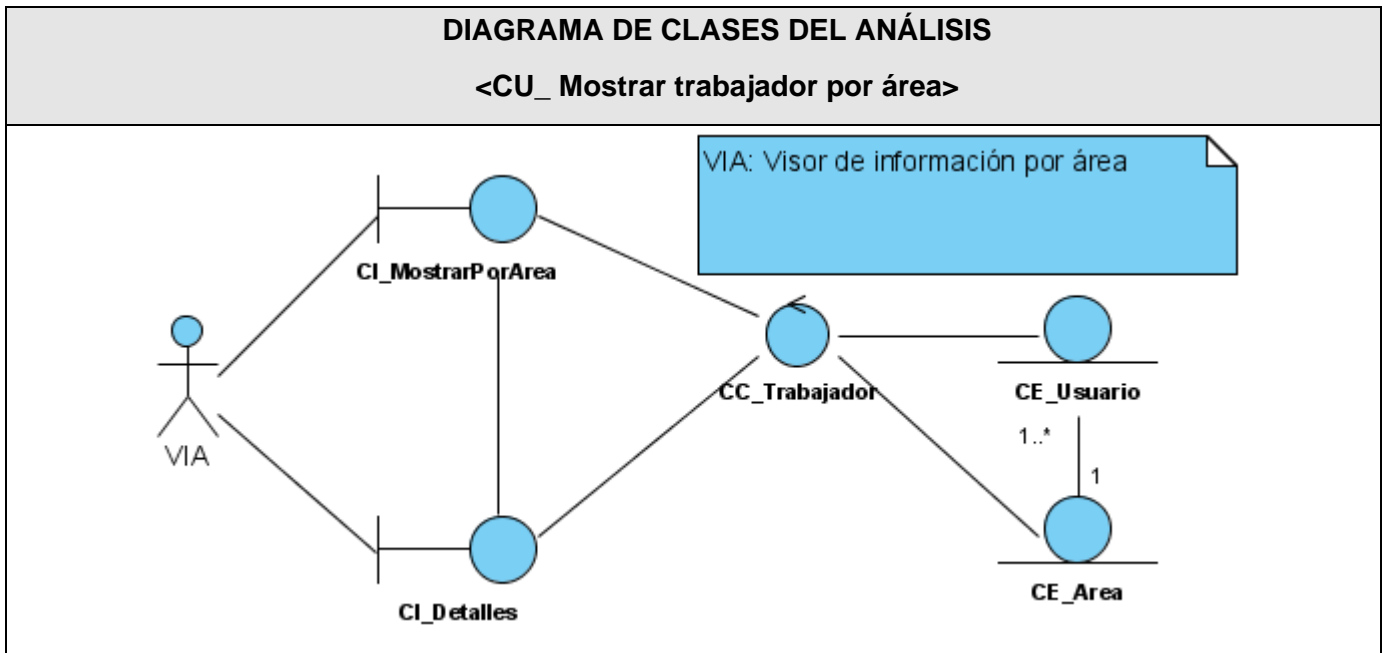 DIAGRAMA DE CLASES DEL ANÁLISIS
<CU_ Mostrar trabajador por área>
VIA: Visor de información por área
CI_MostrarPorArea
CC_Trabajador
CE_Usuario
1..*
VIA
1
CE_Area
CI_Detalles